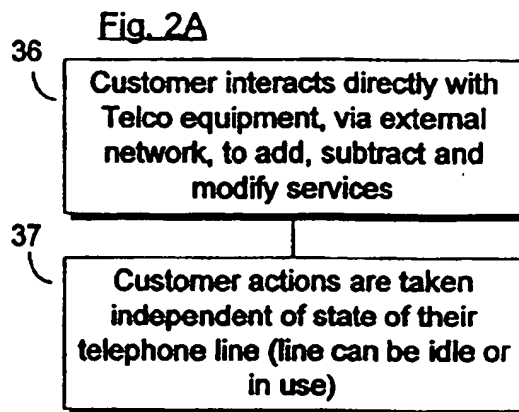 Fig. 2A
36
Customer interacts directly with
Telco equipment, via external
network, to add, subtract and
modify services
37
Customer actions are taken
independent of state of their
telephone line (line can be idle or
in use)